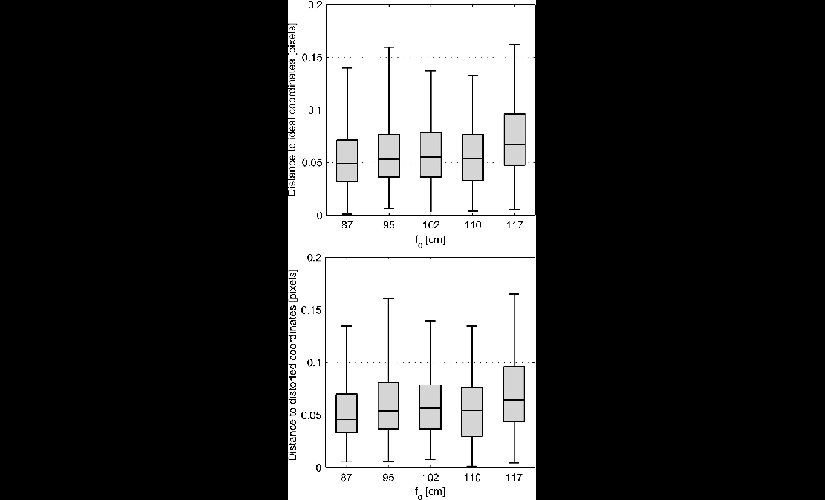 0.2
0.15
0.1
0.05
0
Distance to ideal coordinates [pixels]
87 95 102 110 117
f₀ [cm]
0.2
0.15
0.1
0.05
0
Distance to distorted coordinates [pixels]
87 95 102 110 117
f₀ [cm]